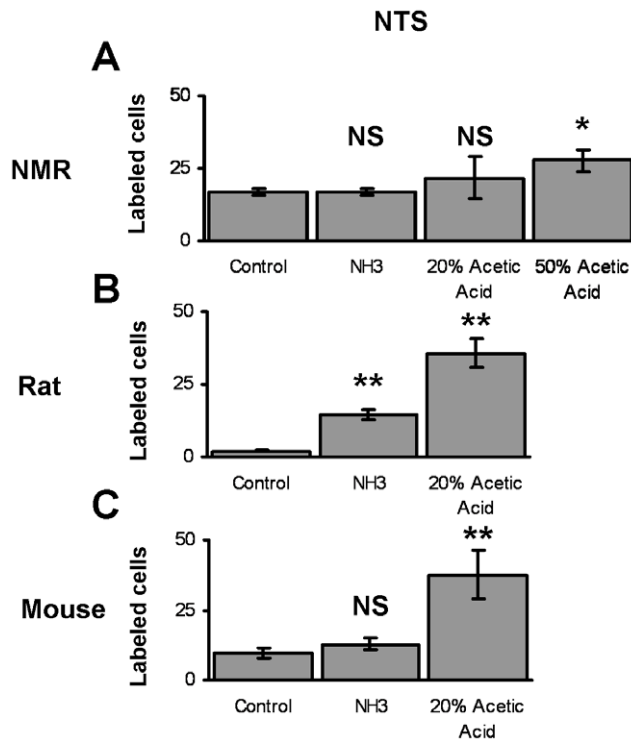 NTS
A
NMR
Labeled cells
50
25
0
NS
NS
*
Control
NH3
20% Acetic
Acid
50% Acetic
Acid
B
Rat
Labeled cells
50
25
0
**
**
Control
NH3
20% Acetic
Acid
C
Mouse
Labeled cells
50
25
0
NS
**
Control
NH3
20% Acetic
Acid